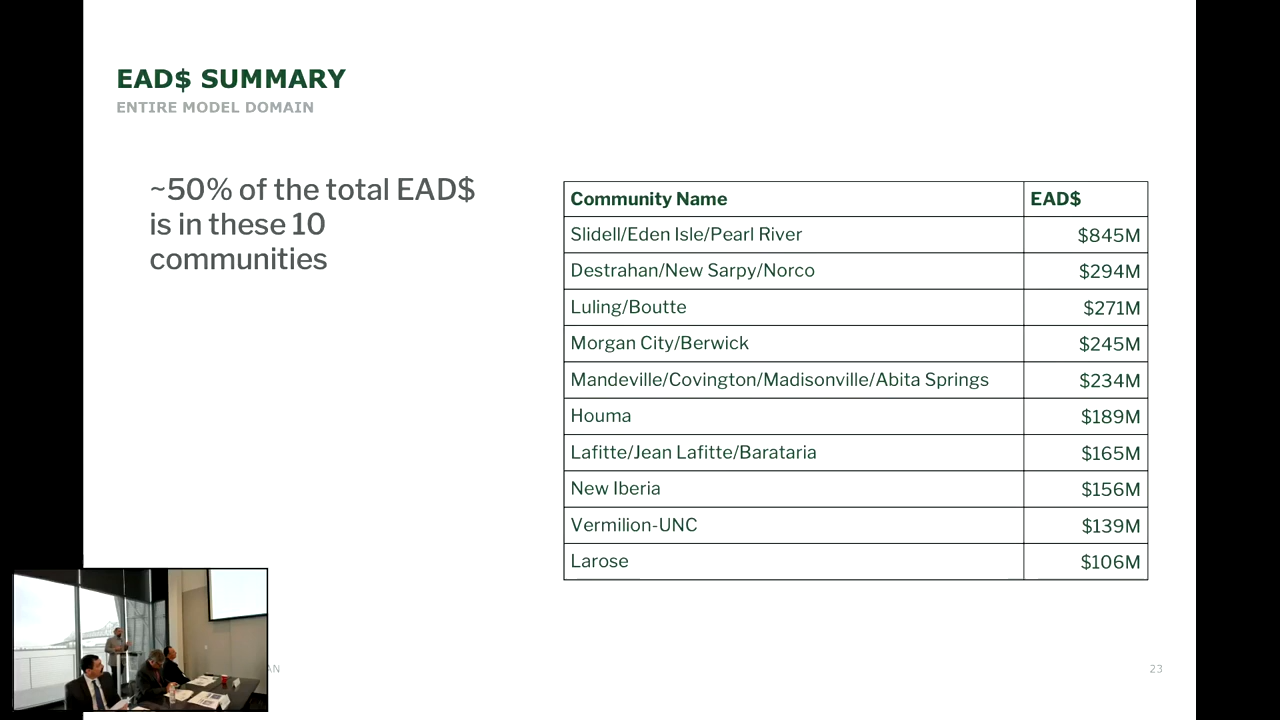 EAD$ SUMMARY
ENTIRE MODEL DOMAIN
~50% of the total EAD$
is in these 10
communities
Community Name EAD$
Slidell/Eden Isle/Pearl River $845M
Destrahan/New Sarpy/Norco $294M
Luling/Boutte $271M
Morgan City/Berwick $245M
Mandeville/Covington/Madisonville/Abita Springs $234M
Houma $189M
Lafitte/Jean Lafitte/Barataria $165M
New Iberia $156M
Vermilion-UNC $139M
Larose $106M
23